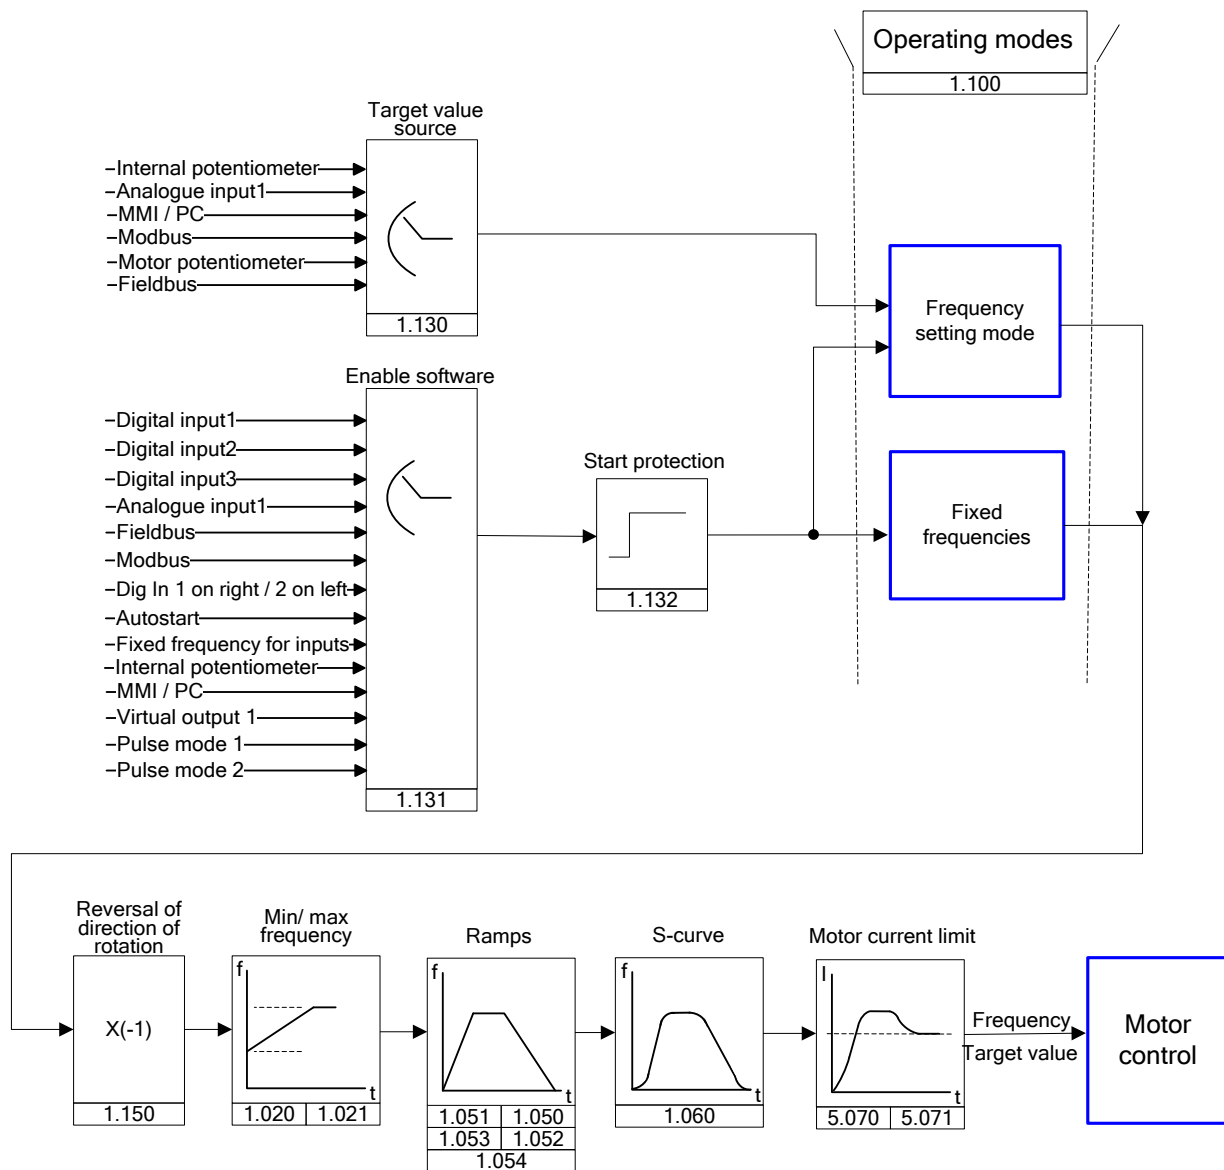 Operating modes
1.100
Target value
source
Internal potentiometer
Analogue input1
MMI / PC
Modbus
Motor potentiometer
Fieldbus
1.130
Frequency
setting mode
Enable software
Digital input1
Digital input2
Digital input3
Analogue input1
Fieldbus
Modbus
Dig In 1 on right / 2 on left
Autostart
Fixed frequency for inputs
Internal potentiometer
MMI / PC
Virtual output 1
Pulse mode 1
Pulse mode 2
1.131
Start protection
1.132
Fixed
frequencies
Reversal of
direction of
rotation
X(-1)
1.150
Min/ max
frequency
f
t
1.020 1.021
Ramps
f
t
1.051 1.050
1.053 1.052
1.054
S-curve
f
t
1.060
Motor current limit
I
t
5.070 5.071
Frequency
Target value
Motor
control